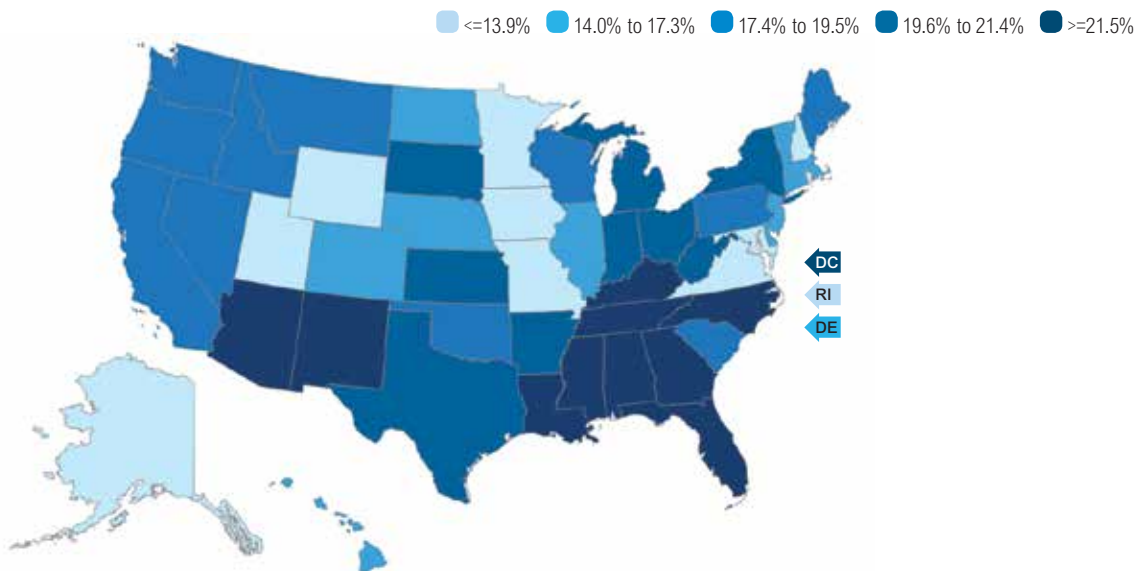 <=13.9% 14.0% to 17.3% 17.4% to 19.5% 19.6% to 21.4% >=21.5%
DC
RI
DE